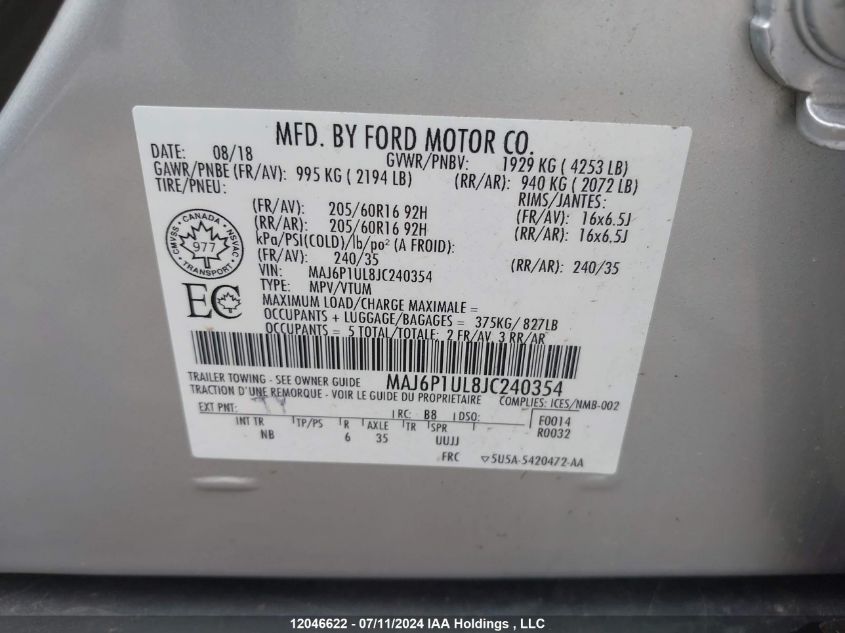 MFD. BY FORD MOTOR CO.
DATE: 08/18 GVWR/PNBV: 1929 KG ( 4253 LB)
GAWR/PNBE (FR/AV): 995 KG ( 2194 LB) (RR/AR): 940 KG ( 2072 LB)
TIRE/PNEU: RIMS/JANTES:
(FR/AV): 205/60R16 92H (FR/AV): 16x6.5J
(RR/AR): 205/60R16 92H (RR/AR): 16x6.5J
kPa/PSI(COLD)/lb/po² (A FROID):
(FR/AV): 240/35 (RR/AR): 240/35
CANADA
CMVSS NSVAC
977
TRANSPORT
VIN: MAJ6P1UL8JC240354
TYPE: MPV/VTUM
EC
MAXIMUM LOAD/CHARGE MAXIMALE =
OCCUPANTS + LUGGAGE/BAGAGES = 375KG/ 827LB
OCCUPANTS = 5 TOTAL/TOTALE: 2 FR/AV, 3 RR/AR
MAJ6P1UL8JC240354
TRAILER TOWING - SEE OWNER GUIDE
TRACTION D'UNE REMORQUE - VOIR LE GUIDE DU PROPRIETAIRE COMPLIES: ICES/NMB-002
EXT PNT: RC: B8 DSO: F0014
INT TR TP/PS R AXLE TR SPR R0032
NB 6 35 UUJJ
FRC ▽5U5A-5420472-AA
12046622 - 07/11/2024 IAA Holdings , LLC